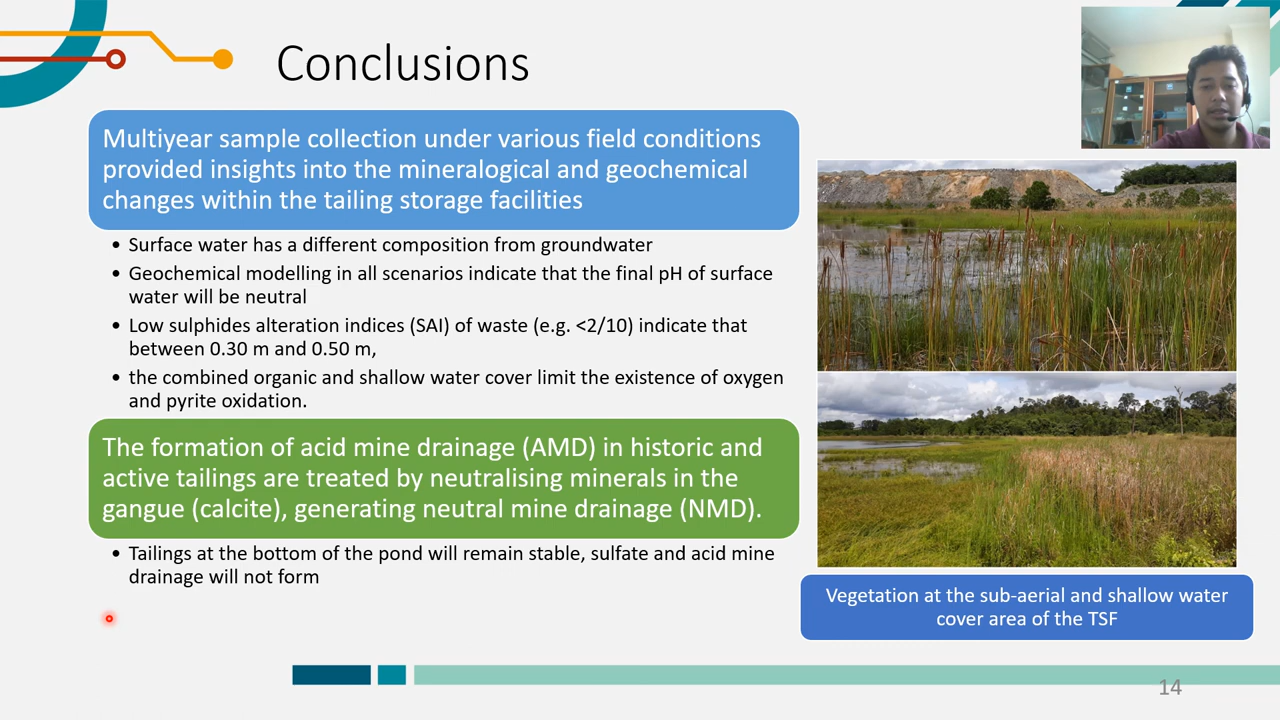 Conclusions
Multiyear sample collection under various field conditions
provided insights into the mineralogical and geochemical
changes within the tailing storage facilities
• Surface water has a different composition from groundwater
• Geochemical modelling in all scenarios indicate that the final pH of surface
water will be neutral
• Low sulphides alteration indices (SAI) of waste (e.g. <2/10) indicate that
between 0.30 m and 0.50 m,
• the combined organic and shallow water cover limit the existence of oxygen
and pyrite oxidation.
The formation of acid mine drainage (AMD) in historic and
active tailings are treated by neutralising minerals in the
gangue (calcite), generating neutral mine drainage (NMD).
• Tailings at the bottom of the pond will remain stable, sulfate and acid mine
drainage will not form
Vegetation at the sub-aerial and shallow water
cover area of the TSF
14